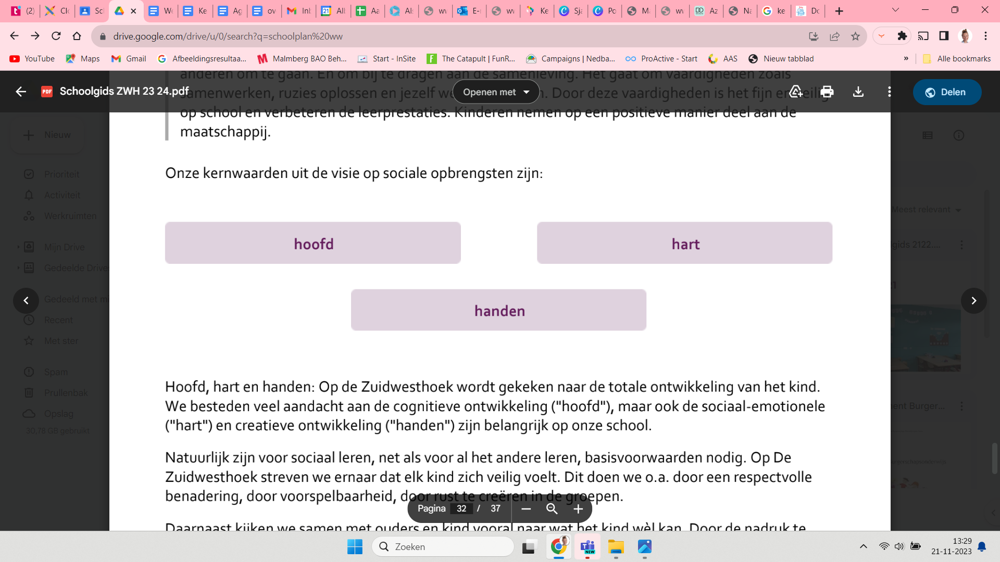 (2)
Clo
Sch
We
Ke
Ag
ov
Inb
21
All
Aa
Als
wv
E-r
wv
Ke
Sja
Po
Ma
wv
Az
Na
ke
Do
drive.google.com/drive/u/0/search?q=schoolplan%20ww
YouTube Maps Gmail Afbeeldingsresultaa... Malmberg BAO Beh... Start - InSite The Catapult | FunR... Campaigns | Nedba... ProActive - Start AAS Nieuw tabblad » Alle bookmarks
anderen om te gaan. En om bij te dragen aan de samenleving. Het gaat om vaardigheden zoals
PDF Schoolgids ZWH 23 24.pdf
Openen met
Delen
samenwerken, ruzies oplossen en jezelf we n. Door deze vaardigheden is het fijn en veilig
op school en verbeteren de leerprestaties. Kinderen nemen op een positieve manier deel aan de
maatschappij.
Nieuw
Prioriteit
Activiteit
Werkruimten
Mijn Drive
Gedeelde Drive
Gedeeld met mi
Recent
Met ster
Spam
Prullenbak
Opslag
30,78 GB gebruikt
Onze kernwaarden uit de visie op sociale opbrengsten zijn:
hoofd
hart
handen
Meest relevant
lgids 2122....
ment Burger...
Hoofd, hart en handen: Op de Zuidwesthoek wordt gekeken naar de totale ontwikkeling van het kind.
We besteden veel aandacht aan de cognitieve ontwikkeling ("hoofd"), maar ook de sociaal-emotionele
("hart") en creatieve ontwikkeling ("handen") zijn belangrijk op onze school.
Natuurlijk zijn voor sociaal leren, net als voor al het andere leren, basisvoorwaarden nodig. Op De
Zuidwesthoek streven we ernaar dat elk kind zich veilig voelt. Dit doen we o.a. door een respectvolle
benadering, door voorspelbaarheid, door rust te creëren in de groepen.
Pagina 32 / 37
Daarnaast kijken we samen met ouders en kind vooral naar wat het kind wèl kan. Door de nadruk te
Zoeken
NEW
13:29
21-11-2023